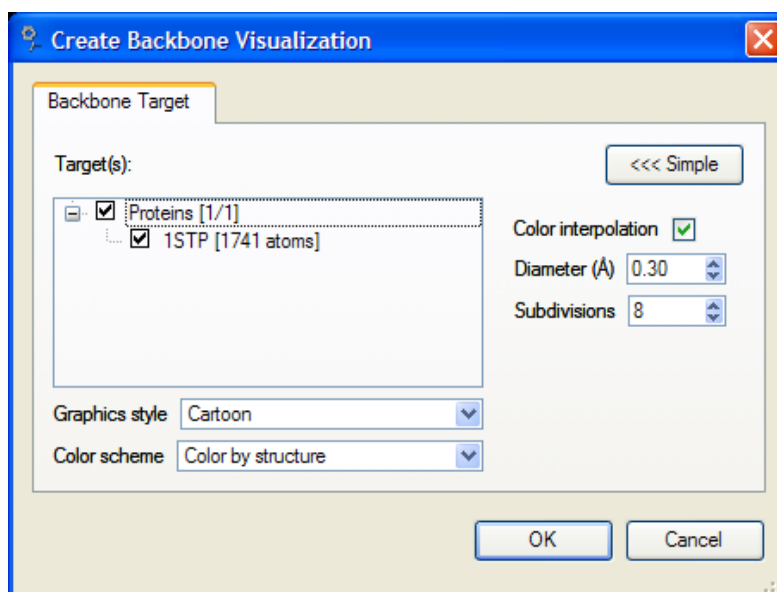 Create Backbone Visualization
Backbone Target
Target(s):
<<< Simple
Proteins [1/1]
1STP [1741 atoms]
Color interpolation
Diameter (Å) 0.30
Subdivisions 8
Graphics style Cartoon
Color scheme Color by structure
OK Cancel